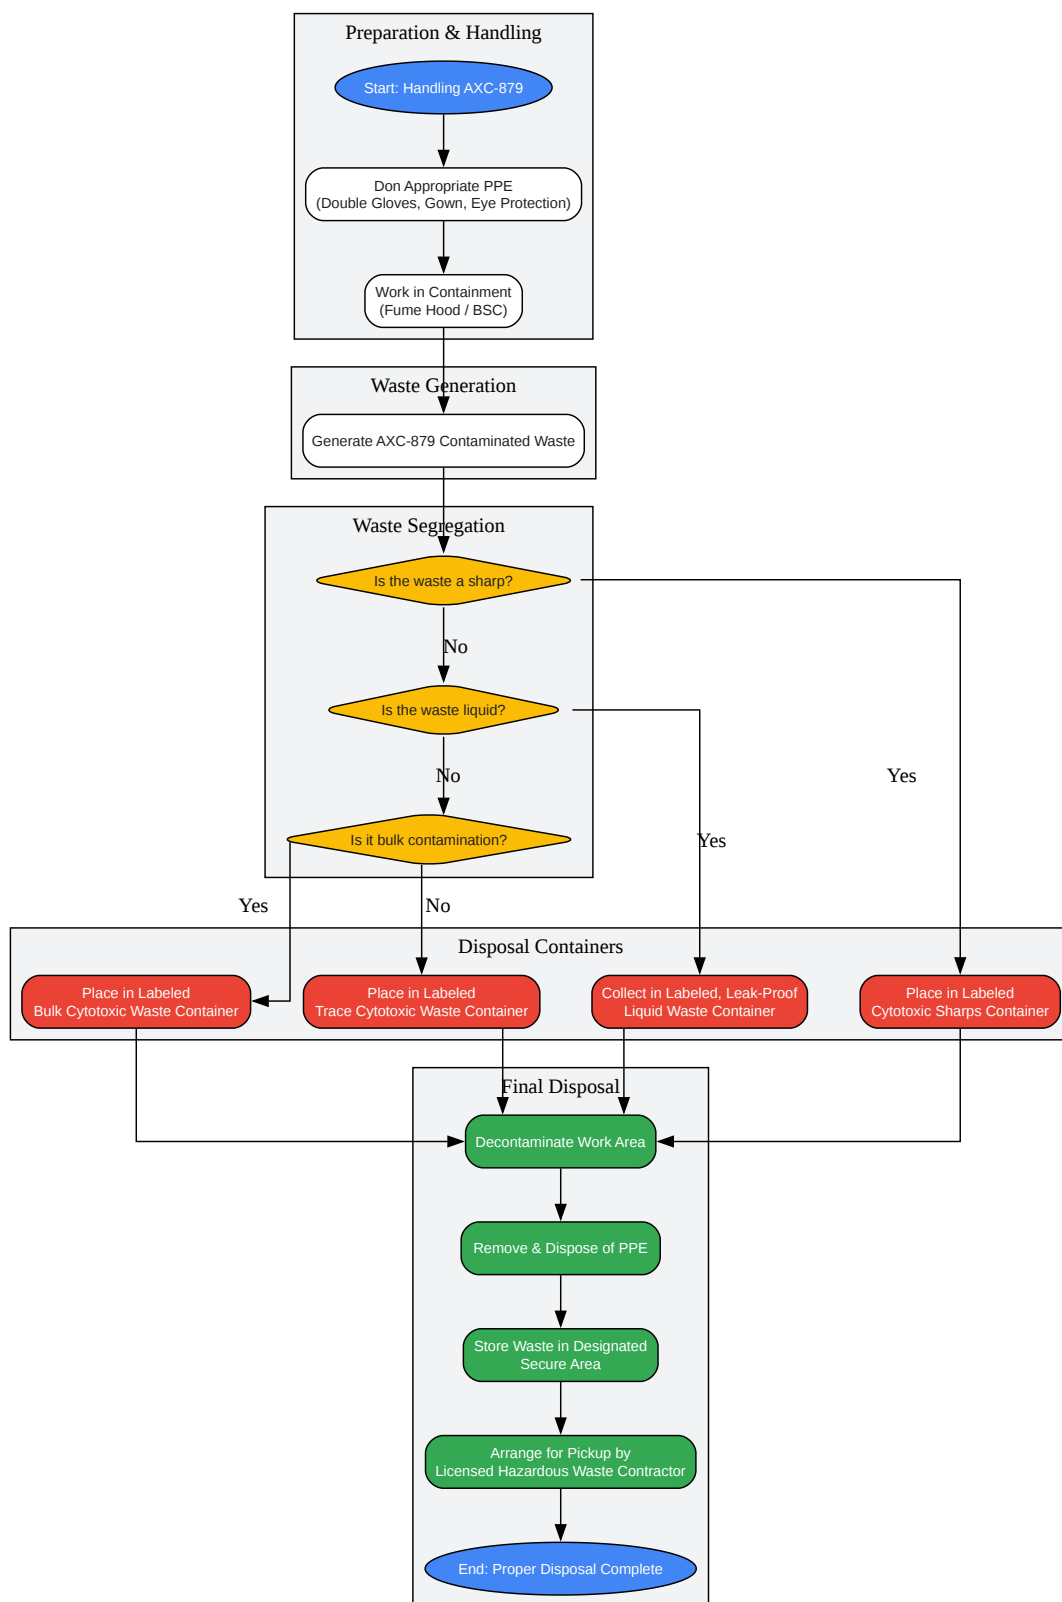 Preparation & Handling
Start: Handling AXC-879
Don Appropriate PPE
(Double Gloves, Gown, Eye Protection)
Work in Containment
(Fume Hood / BSC)
Waste Generation
Generate AXC-879 Contaminated Waste
Waste Segregation
Is the waste a sharp?
No
Is the waste liquid?
No
Yes
Is it bulk contamination?
Yes
Yes
No
Disposal Containers
Place in Labeled
Bulk Cytotoxic Waste Container
Place in Labeled
Trace Cytotoxic Waste Container
Collect in Labeled, Leak-Proof
Liquid Waste Container
Place in Labeled
Cytotoxic Sharps Container
Final Disposal
Decontaminate Work Area
Remove & Dispose of PPE
Store Waste in Designated
Secure Area
Arrange for Pickup by
Licensed Hazardous Waste Contractor
End: Proper Disposal Complete